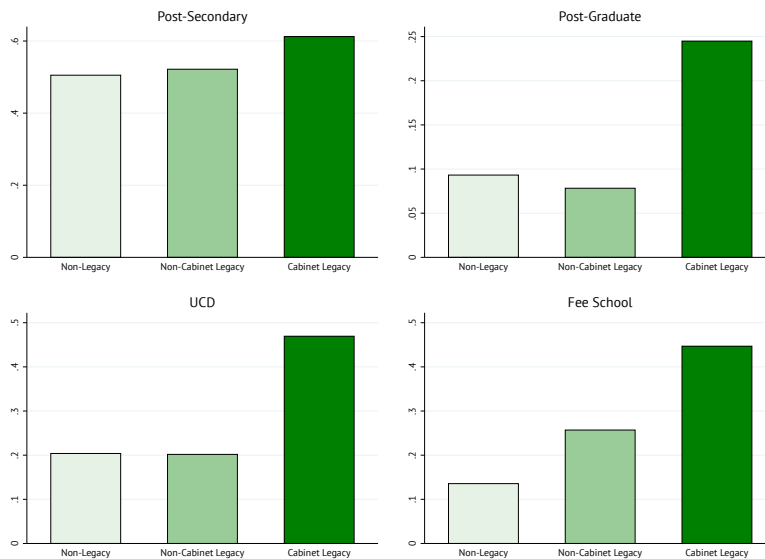 Post-Secondary
.6
.4
.2
0
Non-Legacy Non-Cabinet Legacy Cabinet Legacy
Post-Graduate
.25
.2
.15
.1
.05
0
Non-Legacy Non-Cabinet Legacy Cabinet Legacy
UCD
.5
.4
.3
.2
.1
0
Non-Legacy Non-Cabinet Legacy Cabinet Legacy
Fee School
.5
.4
.3
.2
.1
0
Non-Legacy Non-Cabinet Legacy Cabinet Legacy